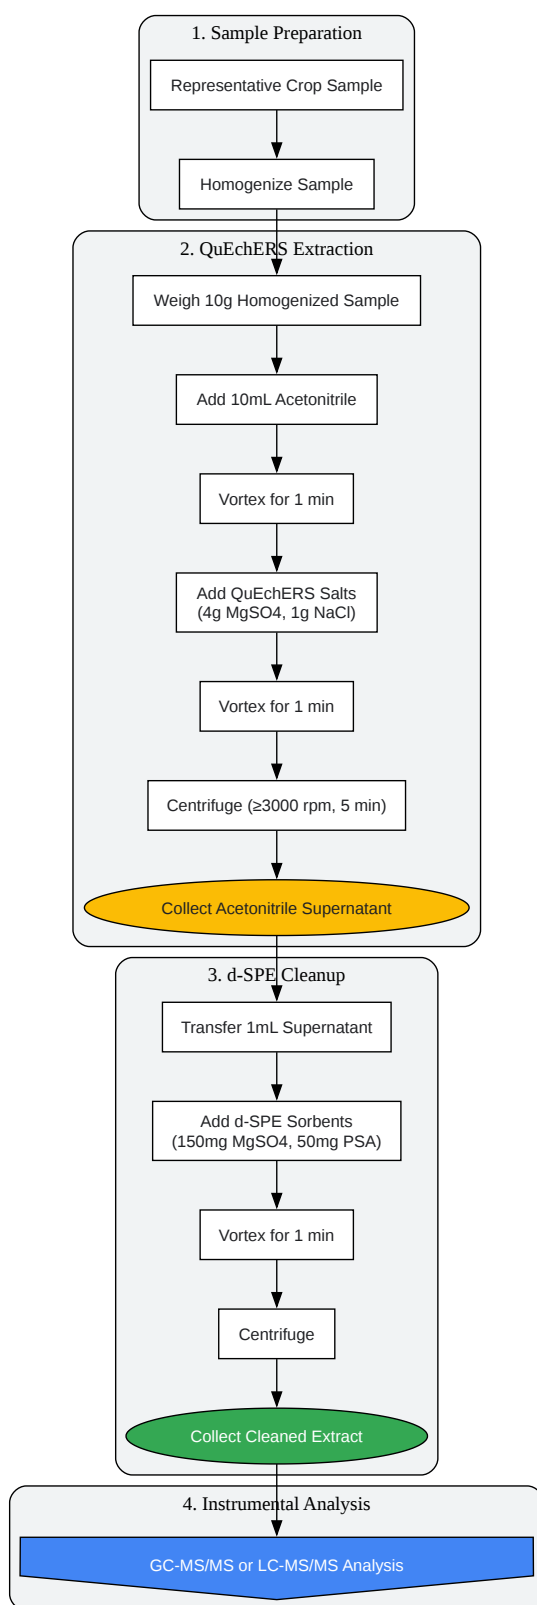 1. Sample Preparation
Representative Crop Sample
Homogenize Sample
2. QuEchERS Extraction
Weigh 10g Homogenized Sample
Add 10mL Acetonitrile
Vortex for 1 min
Add QuEchERS Salts
(4g MgSO4, 1g NaCl)
Vortex for 1 min
Centrifuge (≥3000 rpm, 5 min)
Collect Acetonitrile Supernatant
3. d-SPE Cleanup
Transfer 1mL Supernatant
Add d-SPE Sorbents
(150mg MgSO4, 50mg PSA)
Vortex for 1 min
Centrifuge
Collect Cleaned Extract
4. Instrumental Analysis
GC-MS/MS or LC-MS/MS Analysis